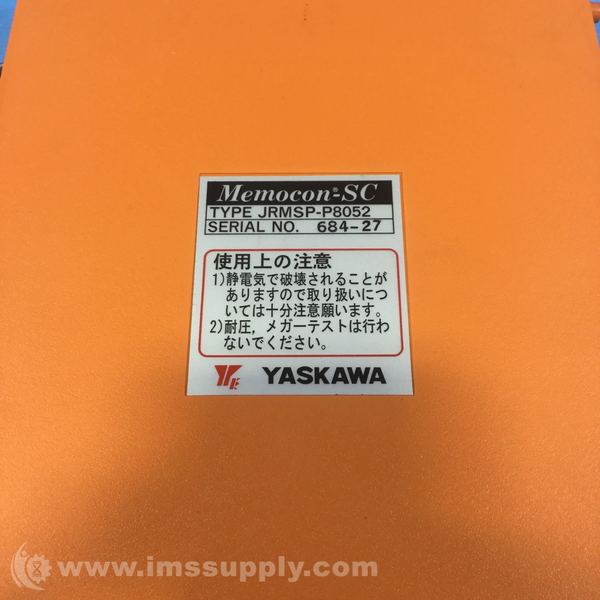 Memocon®-SC
TYPE JRMSP-P8052
SERIAL NO. 684-27
使用上の注意
1)静電気で破壊されることが
ありますので取り扱いにつ
いては十分注意願います。
2)耐圧，メガーテストは行わ
ないでください。
YASKAWA
www.imssupply.com